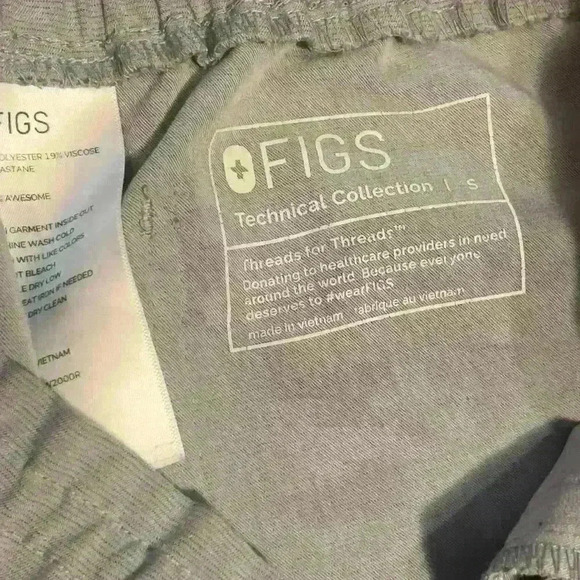 FIGS
OLYESTER 19% VISCOSE
ASTANE
AWESOME
GARMENT INSIDE OUT
INE WASH COLD
WITH LIKE COLORS
T BLEACH
E DRY LOW
EAT IRON IF NEEDED
DRY CLEAN
VIETNAM
W2000R
FIGS
Technical Collection | S
Threads for Threads™
Donating to healthcare providers in need
around the world. Because everyone
deserves to #wearFIGS
made in vietnam fabrique au vietnam